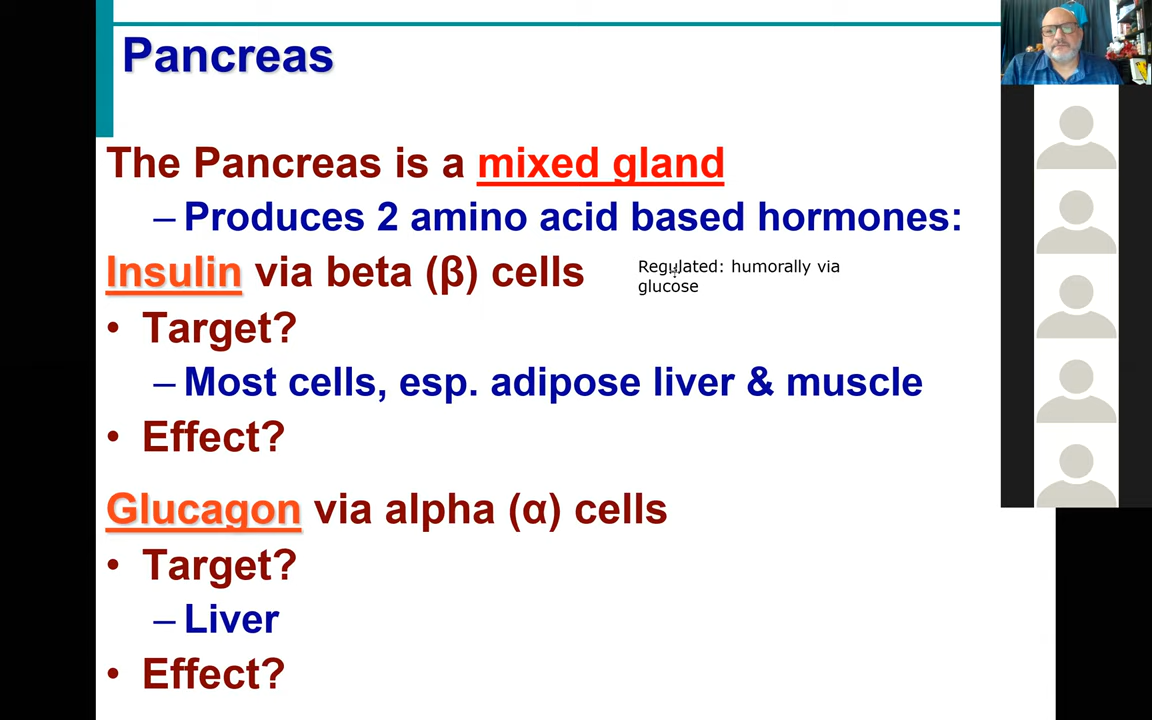 Pancreas
The Pancreas is a mixed gland
– Produces 2 amino acid based hormones:
Insulin via beta (β) cells
Regulated: humorally via
glucose
• Target?
– Most cells, esp. adipose liver & muscle
• Effect?
Glucagon via alpha (α) cells
• Target?
– Liver
• Effect?